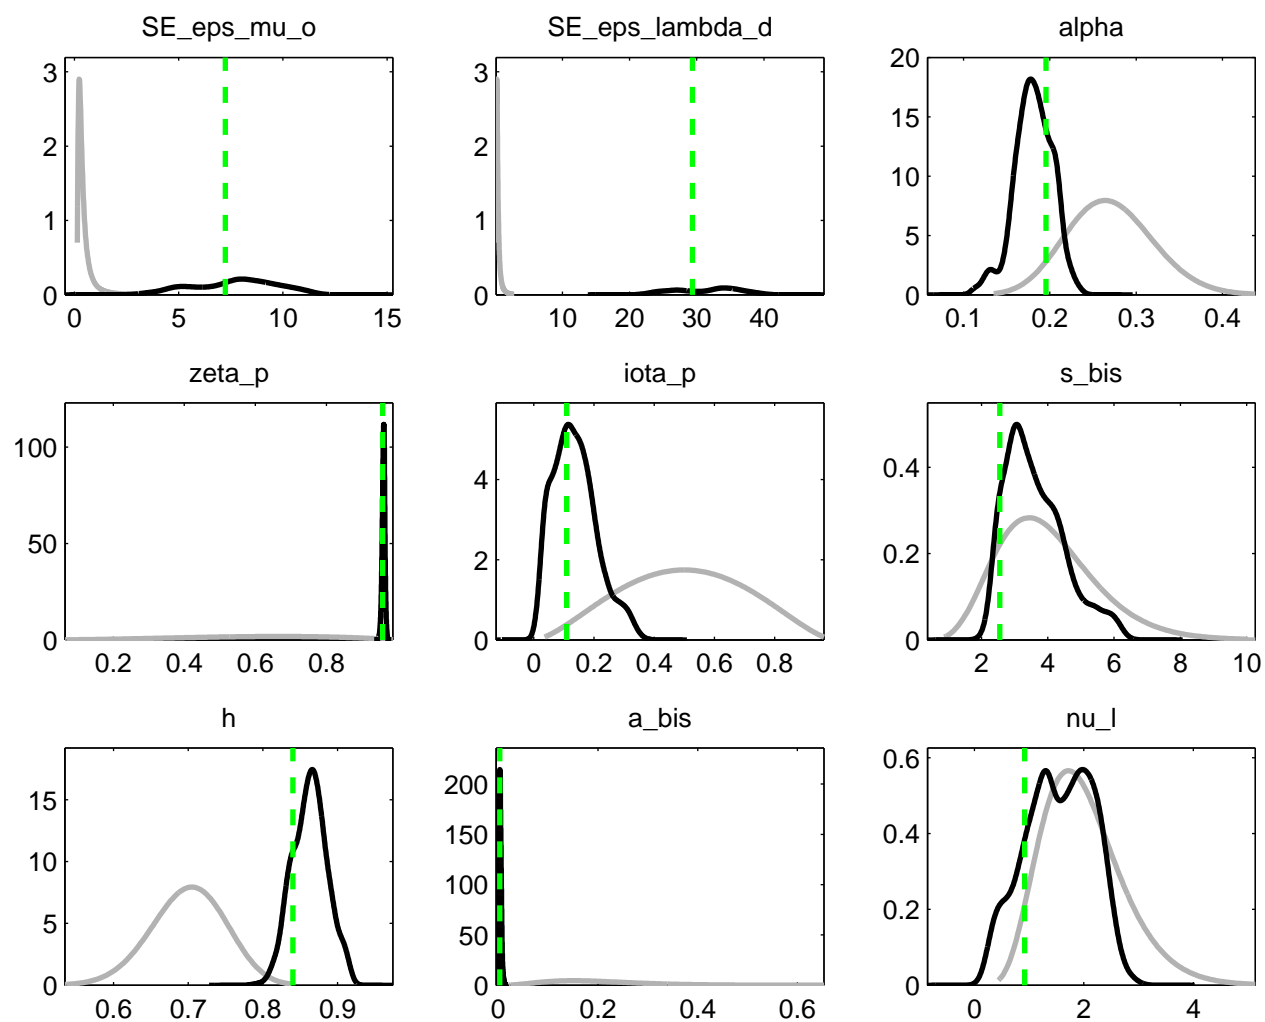 SE_eps_mu_o
3
2
1
0
0 5 10 15
SE_eps_lambda_d
3
2
1
0
10 20 30 40
alpha
20
15
10
5
0
0.1 0.2 0.3 0.4
zeta_p
100
50
0
0.2 0.4 0.6 0.8
iota_p
4
2
0
0 0.2 0.4 0.6 0.8
s_bis
0.4
0.2
0
2 4 6 8 10
h
15
10
5
0
0.6 0.7 0.8 0.9
a_bis
200
150
100
50
0
0 0.2 0.4 0.6
nu_l
0.6
0.4
0.2
0
0 2 4